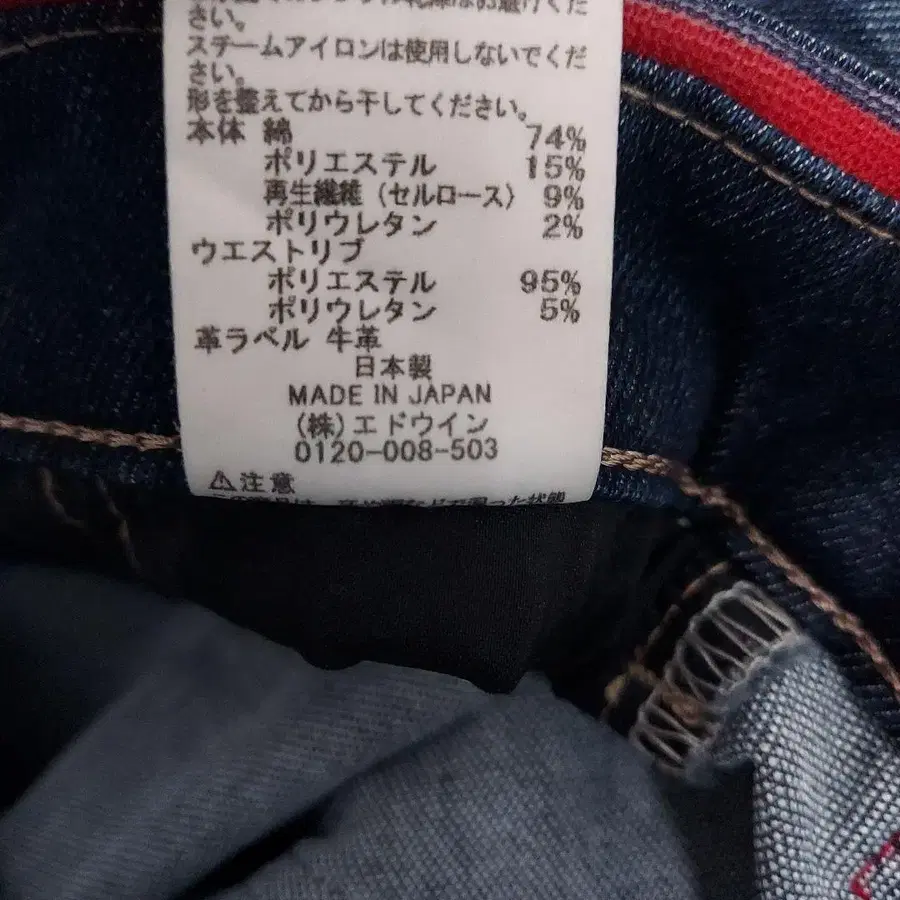 さい。
スチームアイロンは使用しないでくだ
さい。
形を整えてから干してください。
本体 綿 74%
ポリエステル 15%
再生繊維 (セルロース) 9%
ポリウレタン 2%
ウエストリブ
ポリエステル 95%
ポリウレタン 5%
革ラベル 牛革
日本製
MADE IN JAPAN
(株)エドウイン
0120-008-503
⚠注意